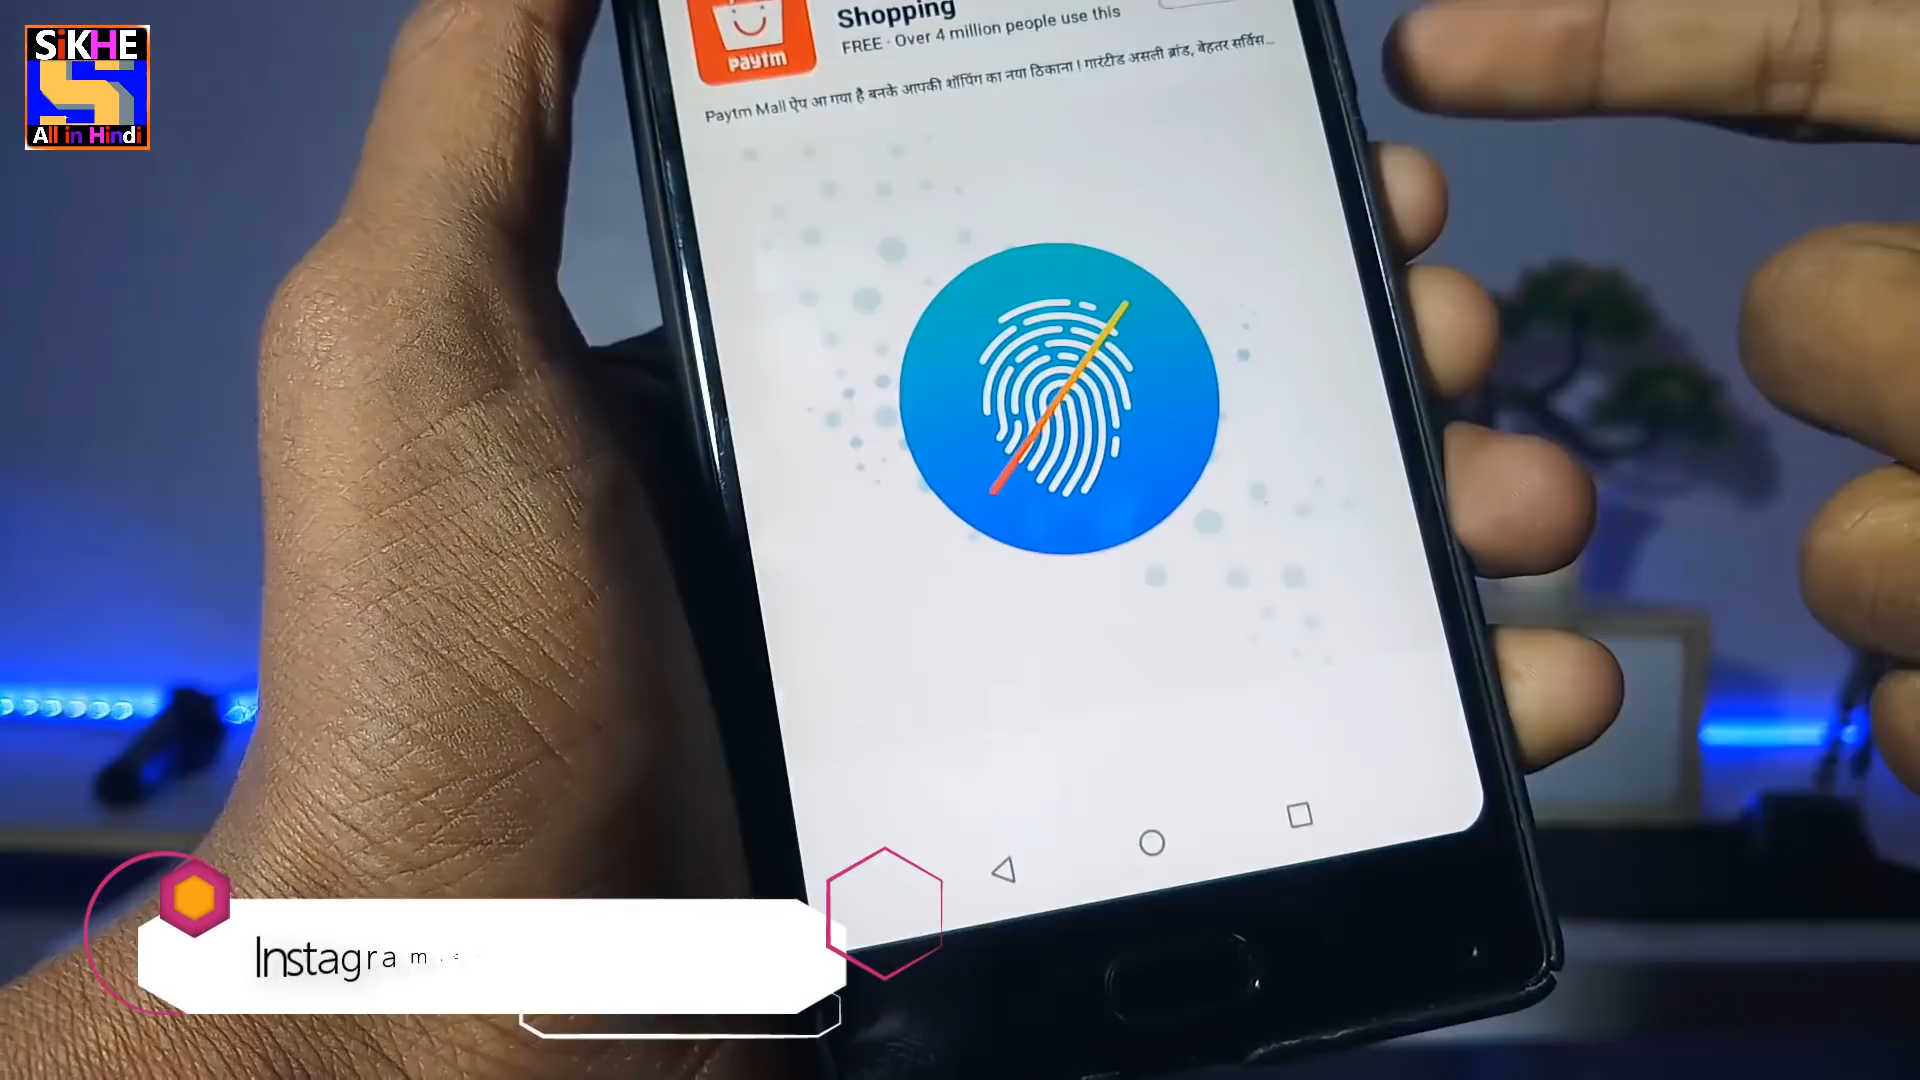 SiKHE
All in Hindi
paytm
Shopping
FREE · Over 4 million people use this
Paytm Mall ऐप आ गया है बनके आपकी शॉपिंग का नया ठिकाना ! गारंटीड असली ब्रांड, बेहतर सर्विस...
Instagram